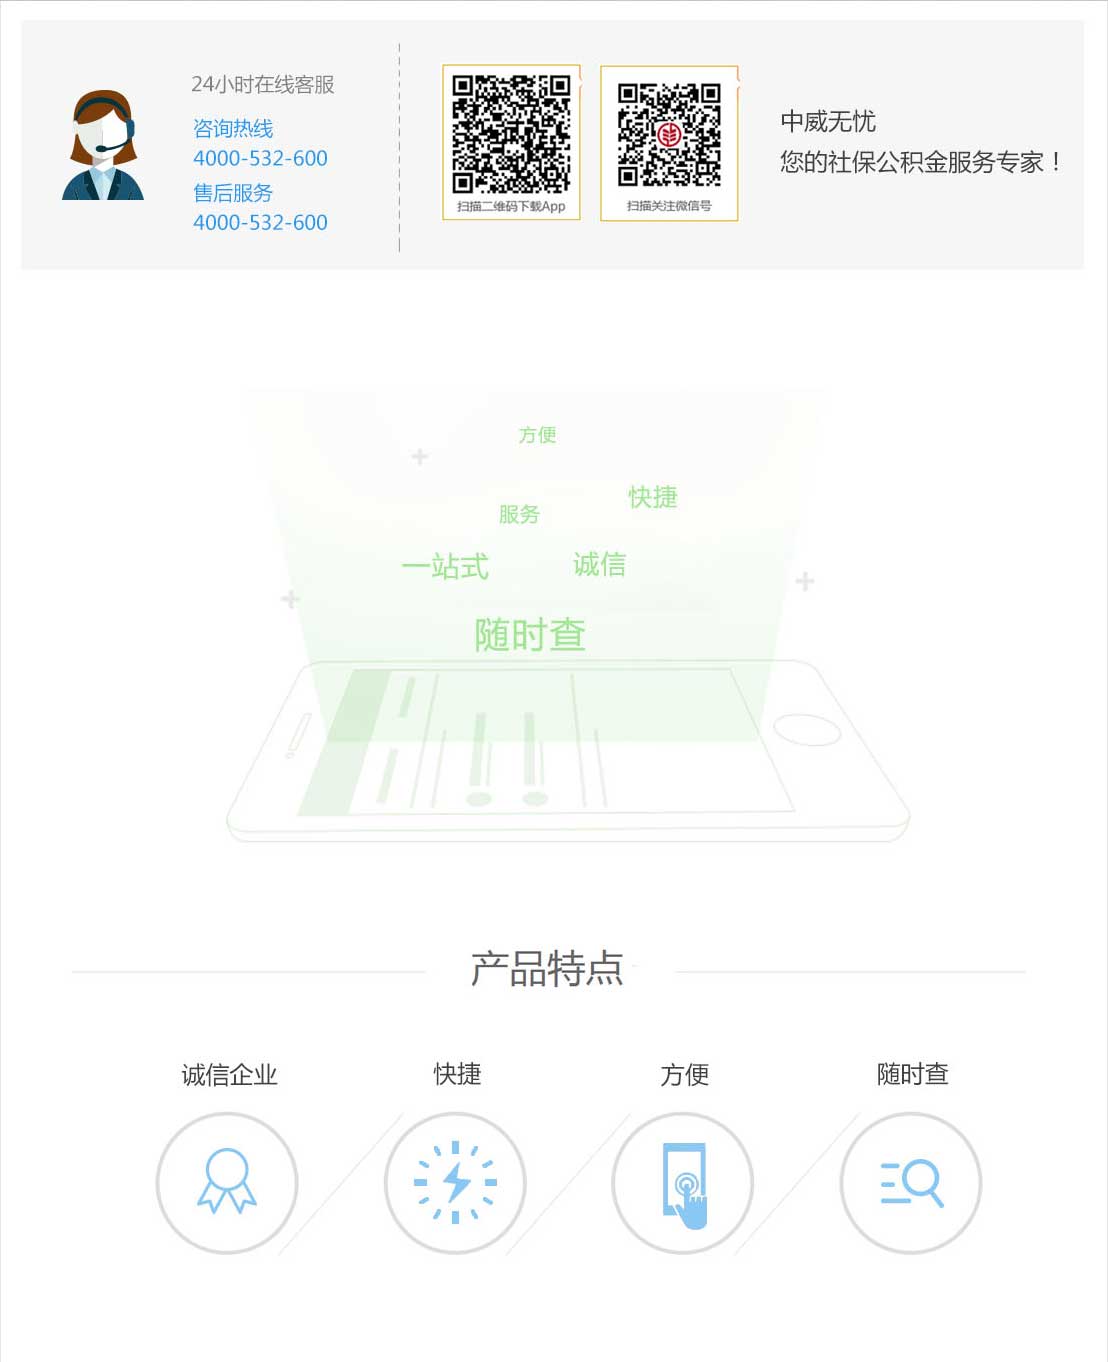 24小时在线客服
咨询热线
4000-532-600
售后服务
4000-532-600
扫描二维码下载App
扫描关注微信号
中威无忧
您的社保公积金服务专家！
方便
快捷
服务
一站式
诚信
随时查
产品特点
诚信企业
快捷
方便
随时查